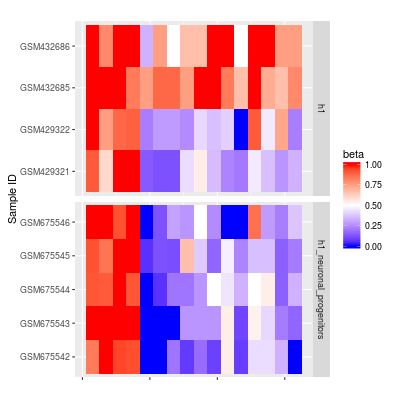 Sample ID
GSM432686
GSM432685
GSM429322
GSM429321
h1
GSM675546
GSM675545
GSM675544
GSM675543
GSM675542
h1_neuronal_progenitors
beta
1.00
0.75
0.50
0.25
0.00